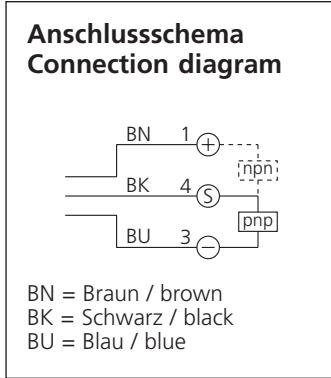 Anschlussschema
Connection diagram
BN 1 +
npn
BK 4 S
pnp
BU 3 −
BN = Braun / brown
BK = Schwarz / black
BU = Blau / blue